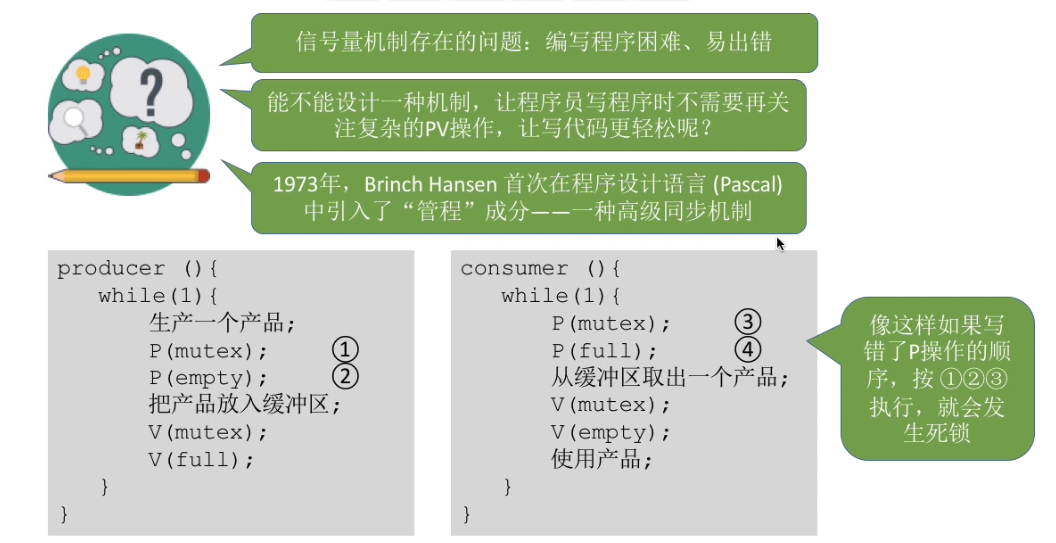 信号量机制存在的问题：编写程序困难、易出错
能不能设计一种机制，让程序员写程序时不需要再关
注复杂的PV操作，让写代码更轻松呢？
1973年，Brinch Hansen 首次在程序设计语言 (Pascal)
中引入了“管程”成分——一种高级同步机制
?
producer (){
while(1){
生产一个产品;
P(mutex); ①
P(empty); ②
把产品放入缓冲区;
V(mutex);
V(full);
}
}
consumer (){
while(1){
P(mutex); ③
P(full); ④
从缓冲区取出一个产品;
V(mutex);
V(empty);
使用产品;
}
}
像这样如果写
错了P操作的顺
序，按 ①②③
执行，就会发
生死锁